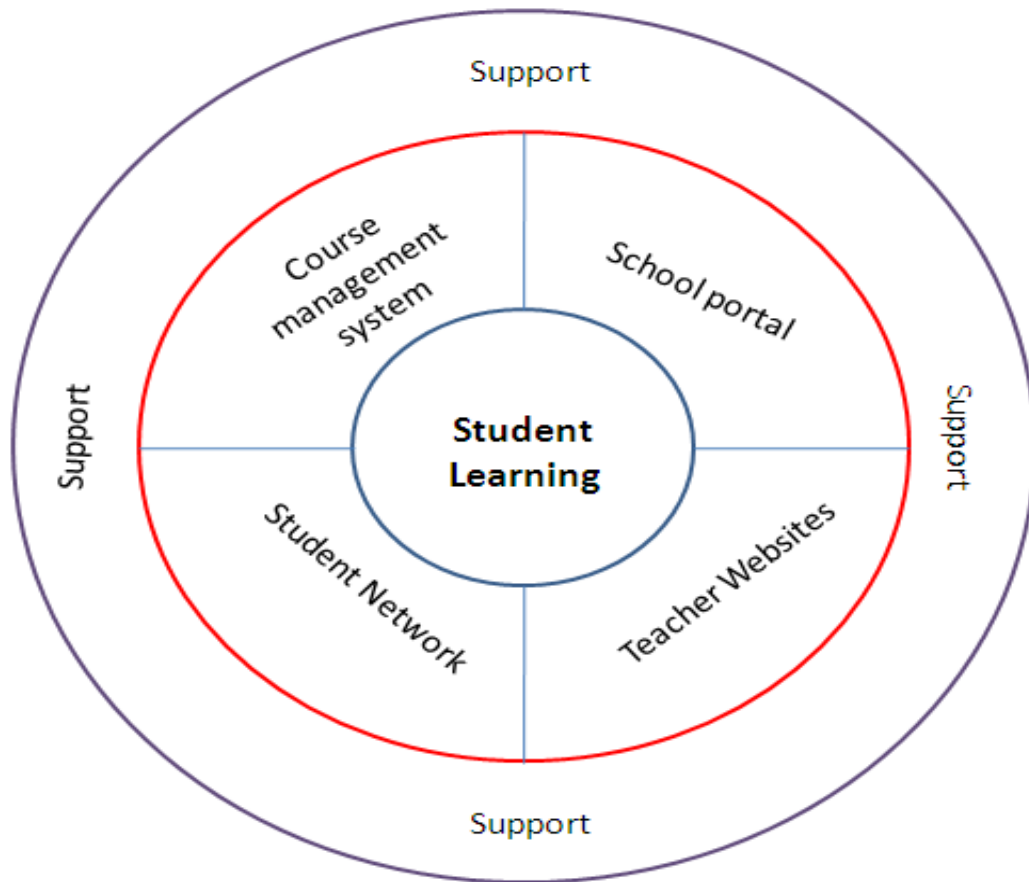 Support
Course
management
system
School portal
Support
Student
Learning
Support
Student Network
Teacher Websites
Support